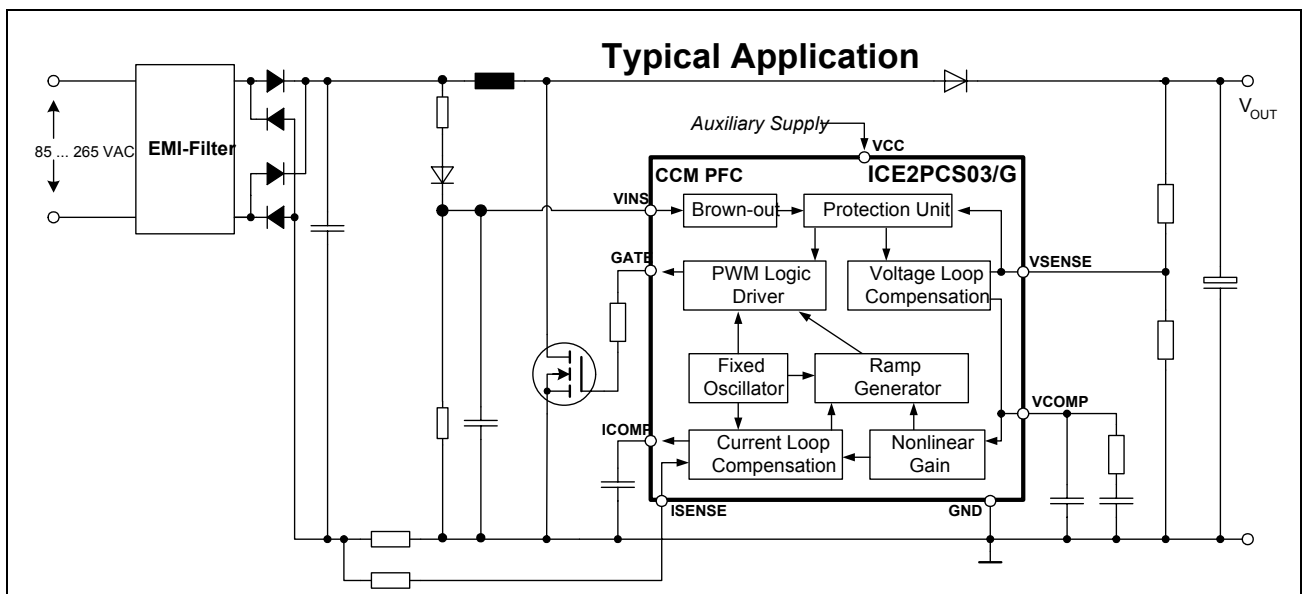 Typical Application
85 ... 265 VAC
EMI-Filter
Auxiliary Supply
VCC
V_OUT
CCM PFC
ICE2PCS03/G
VINS
Brown-out
Protection Unit
GATE
PWM Logic
Driver
Voltage Loop
Compensation
VSENSE
Fixed
Oscillator
Ramp
Generator
VCOMP
ICOMP
Current Loop
Compensation
Nonlinear
Gain
ISENSE
GND